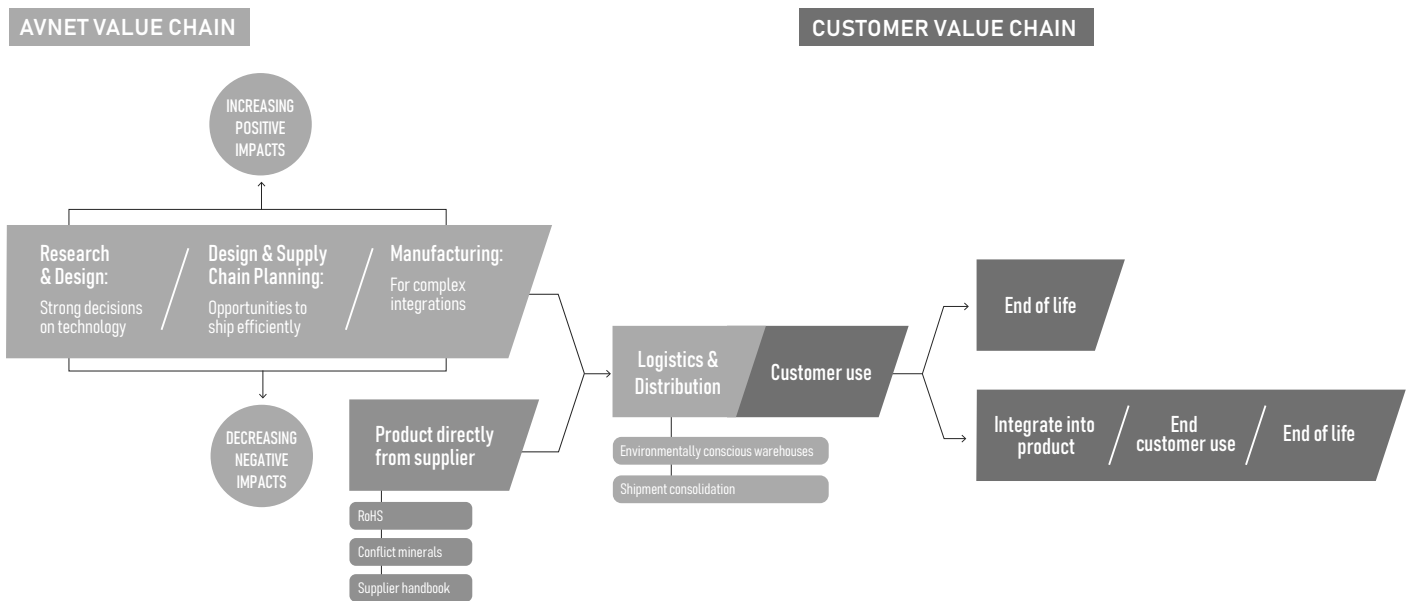 AVNET VALUE CHAIN
CUSTOMER VALUE CHAIN
INCREASING
POSITIVE
IMPACTS
Research
& Design:
Strong decisions
on technology
Design & Supply
Chain Planning:
Opportunities to
ship efficiently
Manufacturing:
For complex
integrations
DECREASING
NEGATIVE
IMPACTS
Product directly
from supplier
RoHS
Conflict minerals
Supplier handbook
Logistics &
Distribution
Environmentally conscious warehouses
Shipment consolidation
Customer use
End of life
Integrate into
product
End
customer use
End of life